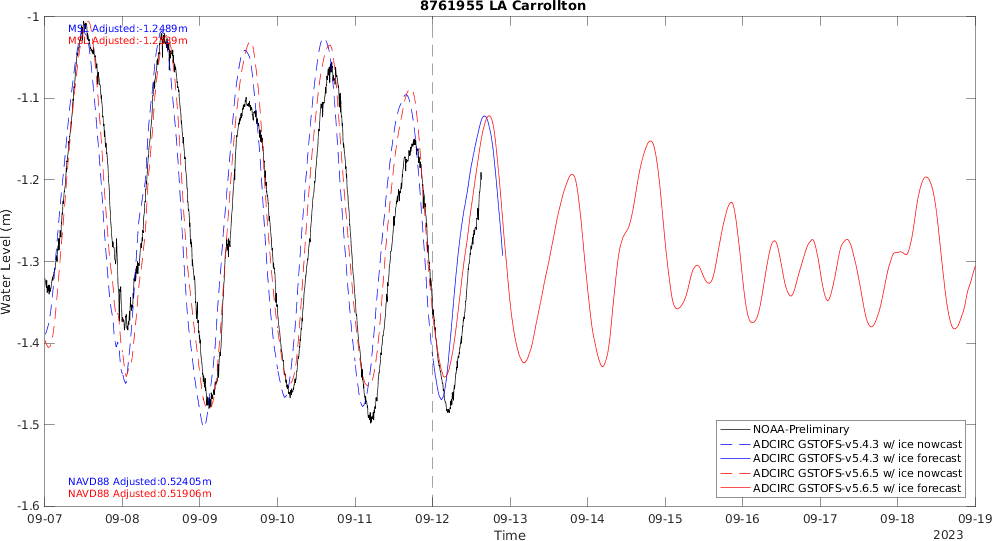 8761955 LA Carrollton
MSL Adjusted:-1.2489m
MSL Adjusted:
Water Level (m)
-1
-1.1
-1.2
-1.3
-1.4
-1.5
-1.6
NAVD88 Adjusted:0.52405m
NAVD88 Adjusted:0.51906m
NOAA-Preliminary
ADCIRC GSTOFS-v5.4.3 w/ ice nowcast
ADCIRC GSTOFS-v5.4.3 w/ ice forecast
ADCIRC GSTOFS-v5.6.5 w/ ice nowcast
ADCIRC GSTOFS-v5.6.5 w/ ice forecast
09-07 09-08 09-09 09-10 09-11 09-12 09-13 09-14 09-15 09-16 09-17 09-18 09-19
Time
2023